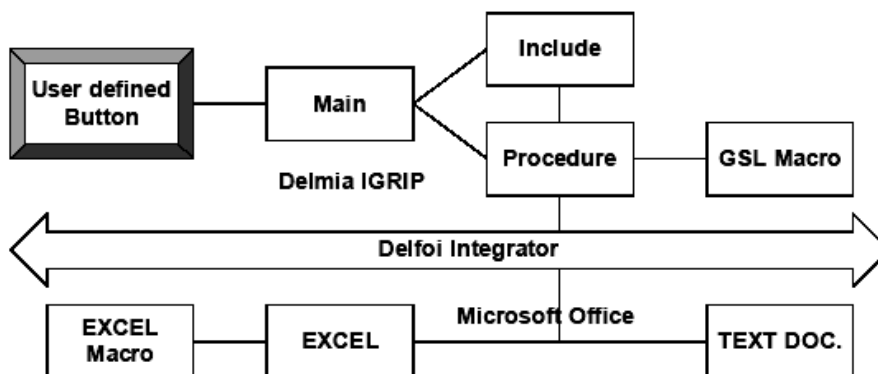 Include
User defined
Button
Main
Procedure
GSL Macro
Delmia IGRIP
Delfoi Integrator
Microsoft Office
EXCEL
Macro
EXCEL
TEXT DOC.